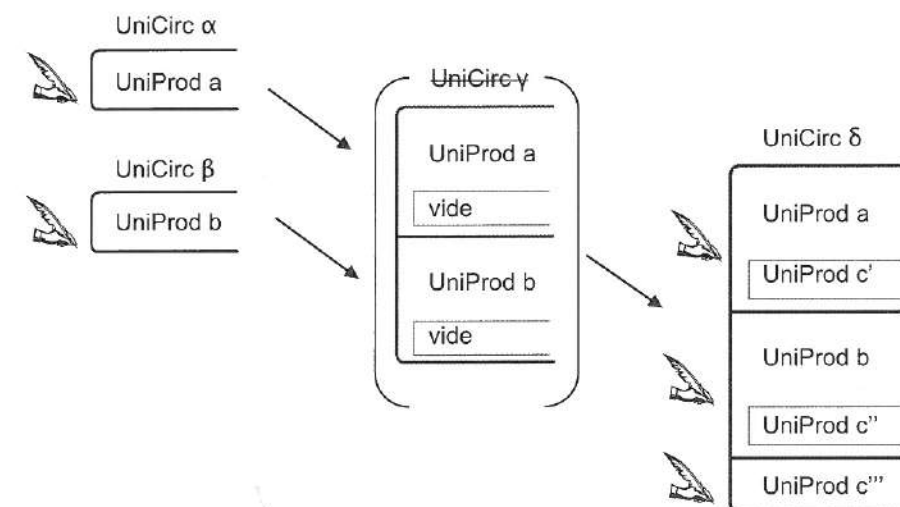 UniCirc α
UniProd a
UniCirc β
UniProd b
UniCirc γ
UniProd a
vide
UniProd b
vide
UniCirc δ
UniProd a
UniProd c'
UniProd b
UniProd c''
UniProd c'''